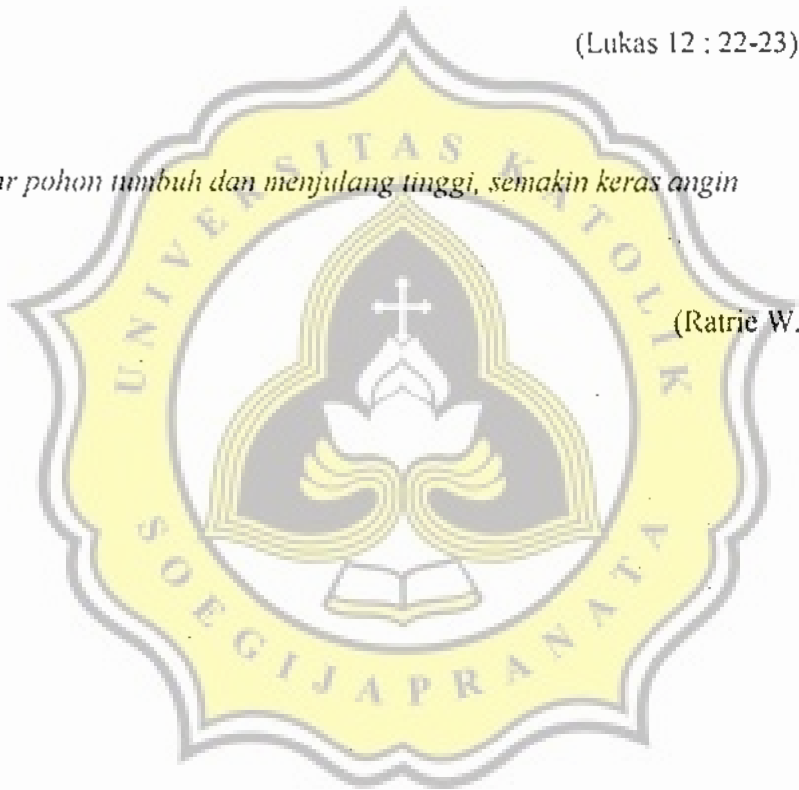 (Lukas 12 : 22-23)
pohon tumbuh dan menjulang tinggi, semakin keras angin
(Ratrie W.
UNIVERSITAS KATOLIK
SOEGIJAPRANATA